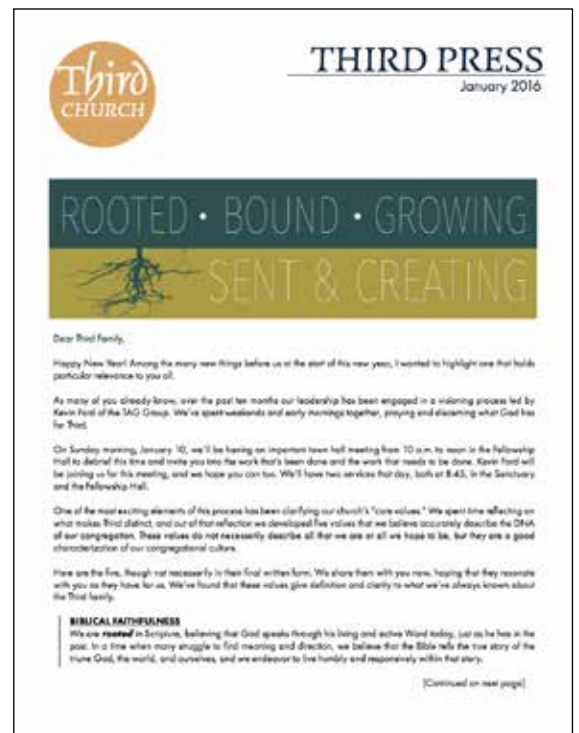 Third
CHURCH
THIRD PRESS
January 2016
ROOTED • BOUND • GROWING
SENT & CREATING
Dear Third Family,
Happy New Year! Among the many new things before us at the start of this new year, I wanted to highlight one that holds
particular relevance to you all.
As many of you already know, over the past ten months our leadership has been engaged in a visioning process led by
Kevin Ford of the TAG Group. We've spent weekends and early mornings together, praying and discerning what God has
for Third.
On Sunday morning, January 10, we'll be having an important town hall meeting from 10 a.m. to noon in the Fellowship
Hall to debrief this time and invite you into the work that's been done and the work that needs to be done. Kevin Ford will
be joining us for this meeting, and we hope you can too. We'll have two services that day, both at 8:45, in the Sanctuary
and the Fellowship Hall.
One of the most exciting elements of this process has been clarifying our church's "core values." We spent time reflecting on
what makes Third distinct, and out of that reflection we developed five values that we believe accurately describe the DNA
of our congregation. These values do not necessarily describe all that we are or all we hope to be, but they are a good
characterization of our congregational culture.
Here are the five, though not necessarily in their final written form. We share them with you now, hoping that they resonate
with you as they have for us. We've found that these values give definition and clarity to what we've always known about
the Third family.
BIBLICAL FAITHFULNESS
We are rooted in Scripture, believing that God speaks through his living and active Word today, just as he has in the
past. In a time when many struggle to find meaning and direction, we believe that the Bible tells the true story of the
triune God, the world, and ourselves, and we endeavor to live humbly and responsively within that story.
[Continued on next page]